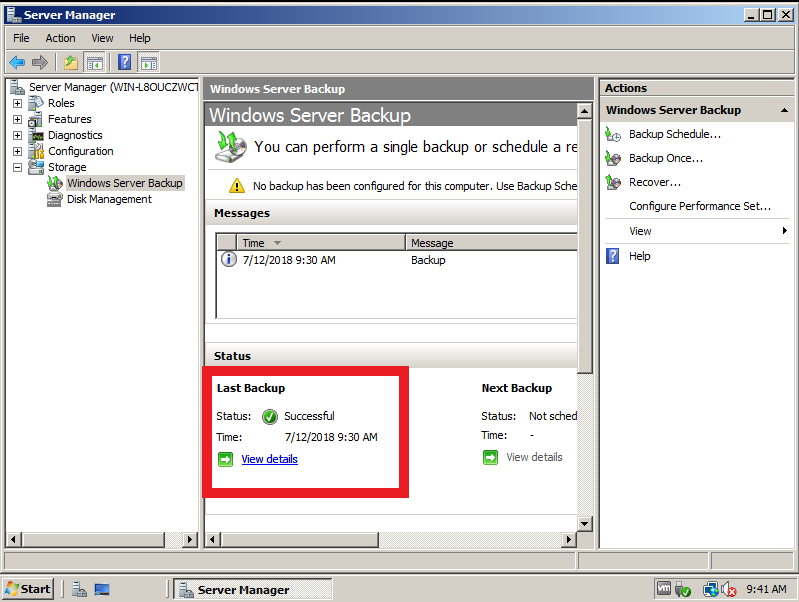 Server Manager
File Action View Help
Server Manager (WIN-L8OUCZWCT
Roles
Features
Diagnostics
Configuration
Storage
Windows Server Backup
Disk Management
Windows Server Backup
Windows Server Backup
You can perform a single backup or schedule a re
No backup has been configured for this computer. Use Backup Sche
Messages
Time Message
7/12/2018 9:30 AM Backup
Status
Last Backup
Status: Successful
Time: 7/12/2018 9:30 AM
View details
Next Backup
Status: Not sched
Time: -
View details
Actions
Windows Server Backup
Backup Schedule...
Backup Once...
Recover...
Configure Performance Set...
View
Help
Start
Server Manager
vm
9:41 AM